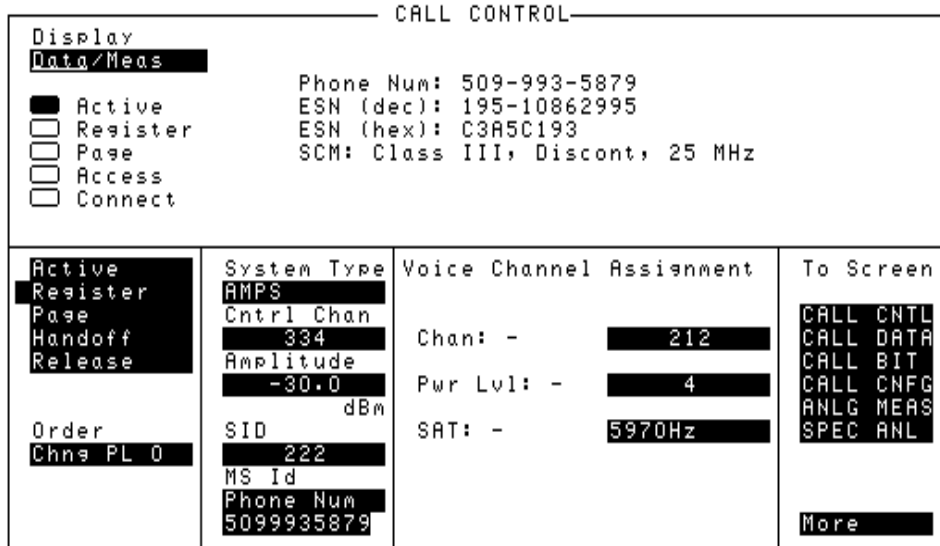 CALL CONTROL
Display
Data/Meas
Phone Num: 509-993-5879
Active
ESN (dec): 195-10862995
Register
ESN (hex): C3A5C193
Page
SCM: Class III, Discont, 25 MHz
Access
Connect
Active
Register
Page
Handoff
Release
Order
Chng PL 0
System Type
AMPS
Cntrl Chan
334
Amplitude
-30.0
dBm
SID
222
MS Id
Phone Num
5099935879
Voice Channel Assignment
Chan: - 212
Pwr Lvl: - 4
SAT: - 5970Hz
To Screen
CALL CNTL
CALL DATA
CALL BIT
CALL CNFG
ANLG MEAS
SPEC ANL
More